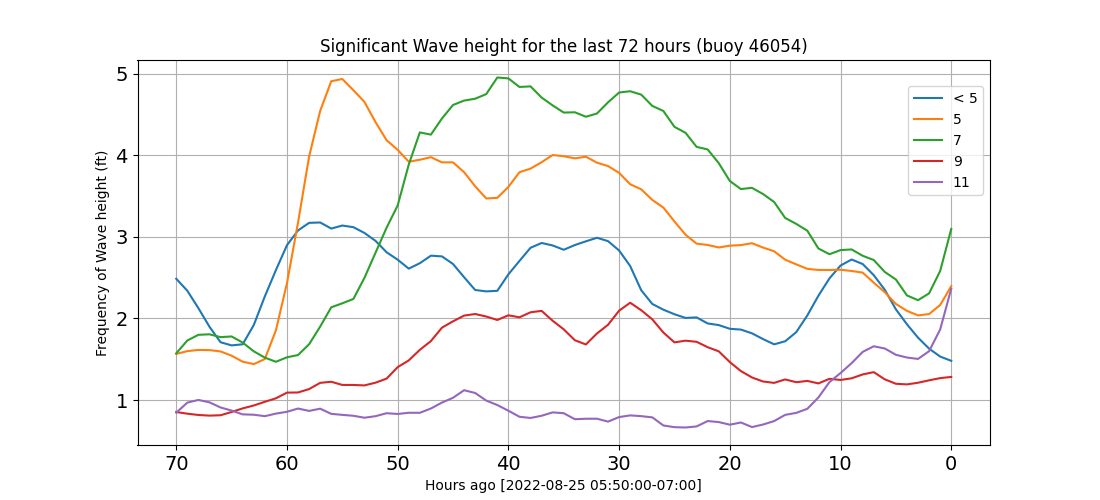 Significant Wave height for the last 72 hours (buoy 46054)
Frequency of Wave height (ft)
5
4
3
2
1
< 5
5
7
9
11
70 60 50 40 30 20 10 0
Hours ago [2022-08-25 05:50:00-07:00]